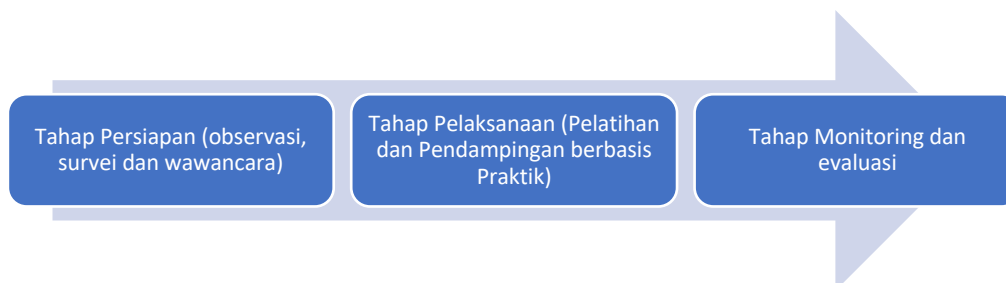 Tahap Persiapan (observasi,
survei dan wawancara)
Tahap Pelaksanaan (Pelatihan
dan Pendampingan berbasis
Praktik)
Tahap Monitoring dan
evaluasi